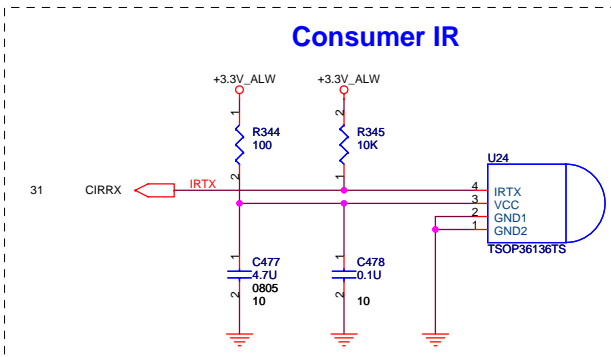 Consumer IR
+3.3V_ALW
+3.3V_ALW
1
R344
100
2
2
R345
10K
1
U24
31
CIRRX
IRTX
4
IRTX
3
VCC
2
GND1
1
GND2
TSOP36136TS
1
C477
4.7U
0805
2
10
1
C478
0.1U
2
10